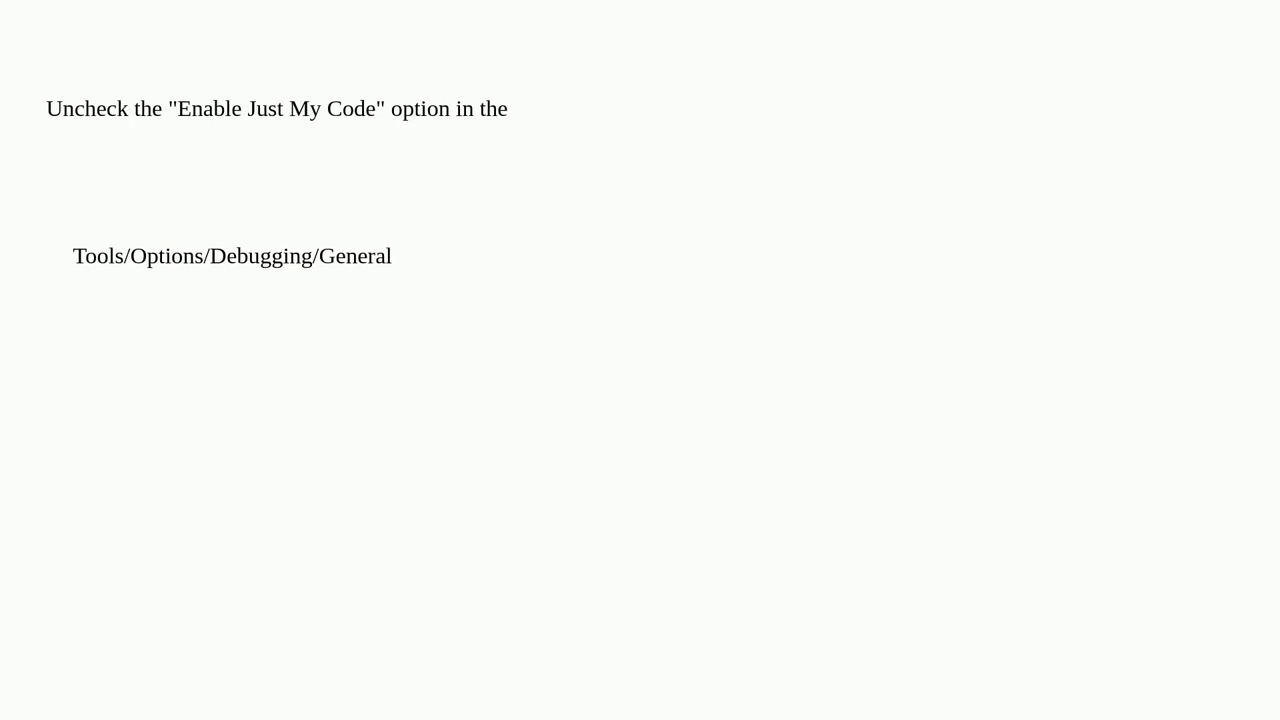 Uncheck the "Enable Just My Code" option in the
Tools/Options/Debugging/General